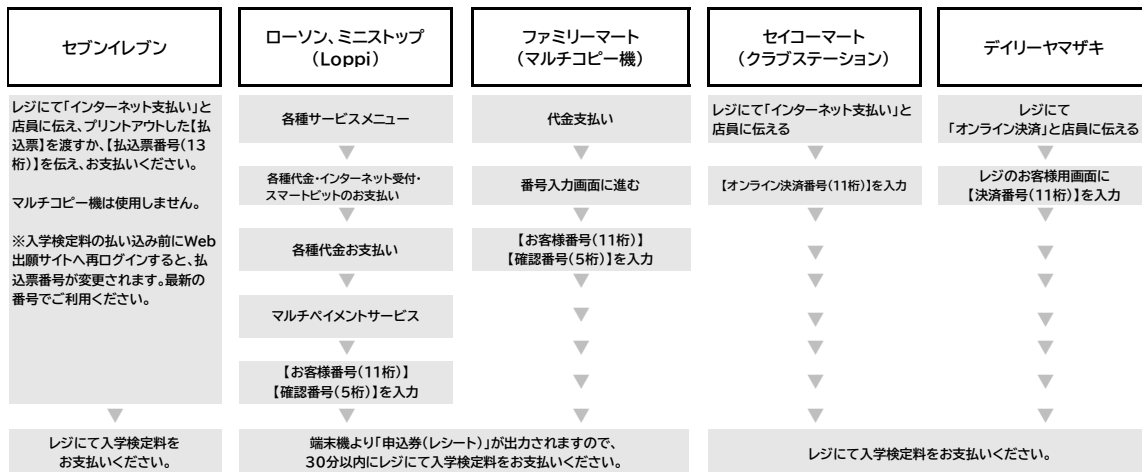 セブンイレブン
レジにて「インターネット支払い」と
店員に伝え、プリントアウトした【払
込票】を渡すか、【払込票番号(13
桁)】を伝え、お支払いください。
マルチコピー機は使用しません。
※入学検定料の払い込み前にWeb
出願サイトへ再ログインすると、払
込票番号が変更されます。最新の
番号でご利用ください。
レジにて入学検定料を
お支払いください。
ローソン、ミニストップ
(Loppi)
各種サービスメニュー
各種代金・インターネット受付・
スマートピットのお支払い
各種代金お支払い
マルチペイメントサービス
【お客様番号(11桁)】
【確認番号(5桁)】を入力
ファミリーマート
(マルチコピー機)
代金支払い
番号入力画面に進む
【お客様番号(11桁)】
【確認番号(5桁)】を入力
端末機より「申込券(レシート)」が出力されますので、
30分以内にレジにて入学検定料をお支払いください。
セイコーマート
(クラブステーション)
レジにて「インターネット支払い」と
店員に伝える
【オンライン決済番号(11桁)】を入力
デイリーヤマザキ
レジにて
「オンライン決済」と店員に伝える
レジのお客様用画面に
【決済番号(11桁)】を入力
レジにて入学検定料をお支払いください。